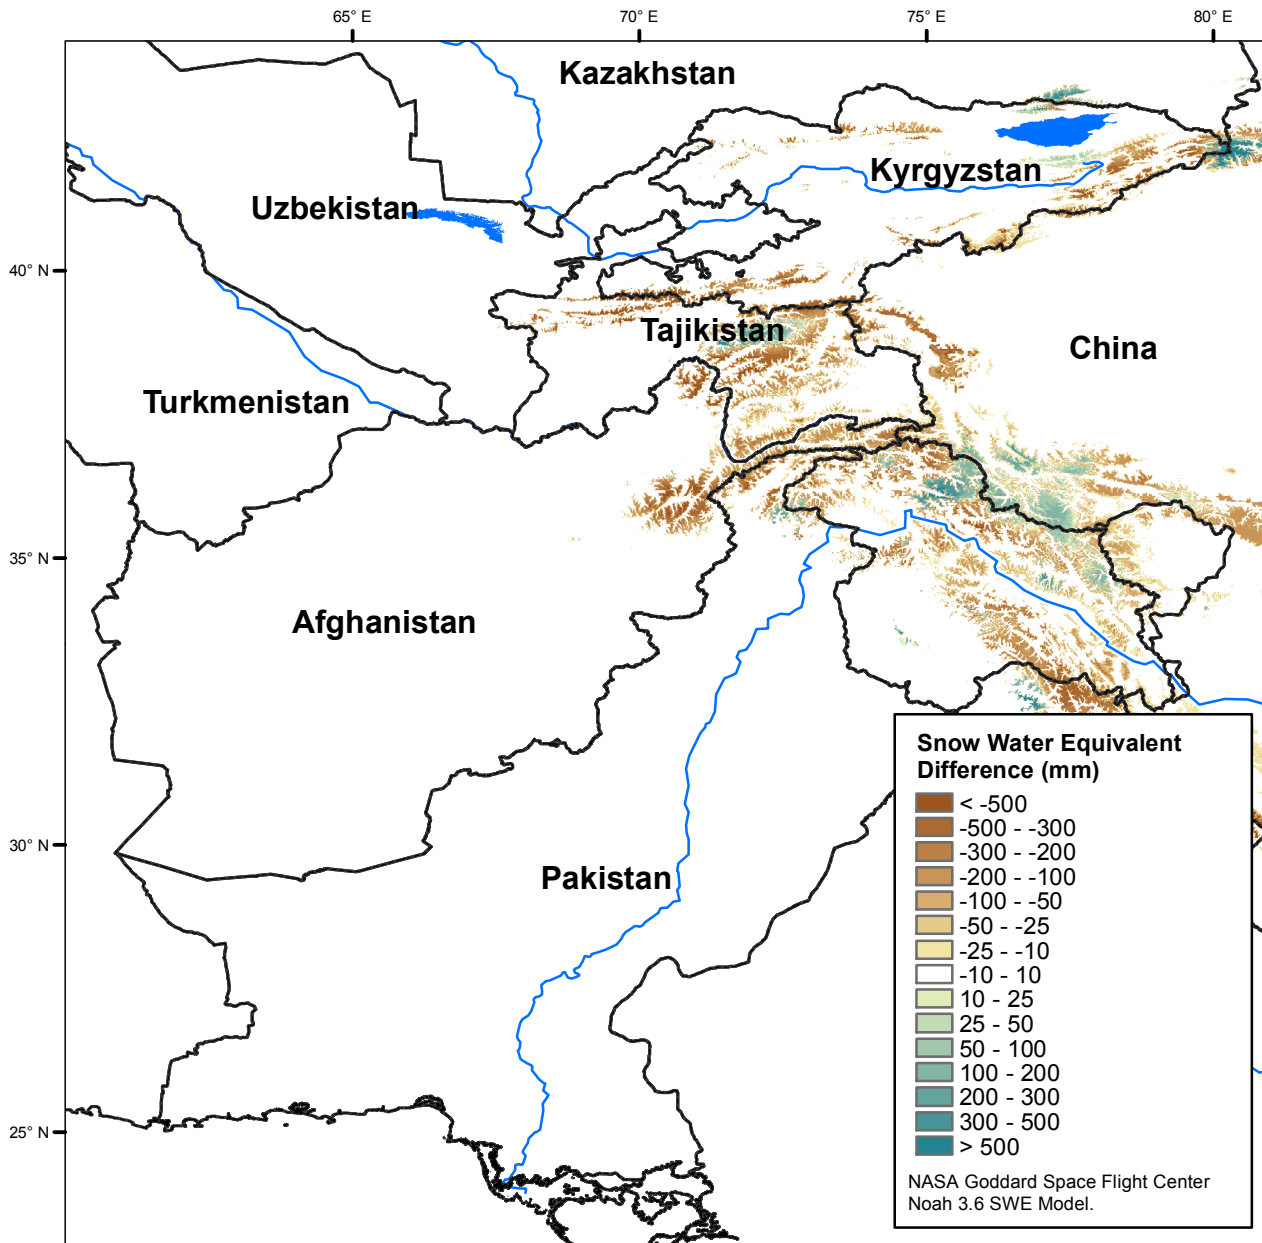 65° E
70° E
75° E
80° E
Kazakhstan
Kyrgyzstan
Uzbekistan
40° N
Tajikistan
China
Turkmenistan
35° N
Afghanistan
30° N
Pakistan
25° N
Snow Water Equivalent
Difference (mm)
< -500
-500 - -300
-300 - -200
-200 - -100
-100 - -50
-50 - -25
-25 - -10
-10 - 10
10 - 25
25 - 50
50 - 100
100 - 200
200 - 300
300 - 500
> 500
NASA Goddard Space Flight Center
Noah 3.6 SWE Model.